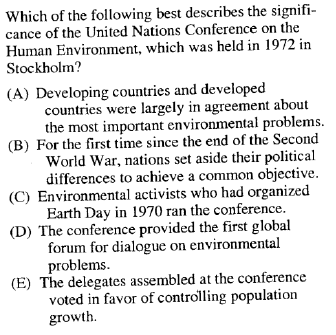 Which of the following best describes the signifi-
cance of the United Nations Conference on the
Human Environment, which was held in 1972 in
Stockholm?
(A) Developing countries and developed
countries were largely in agreement about
the most important environmental problems.
(B) For the first time since the end of the Second
World War, nations set aside their political
differences to achieve a common objective.
(C) Environmental activists who had organized
Earth Day in 1970 ran the conference.
(D) The conference provided the first global
forum for dialogue on environmental
problems.
(E) The delegates assembled at the conference
voted in favor of controlling population
growth.